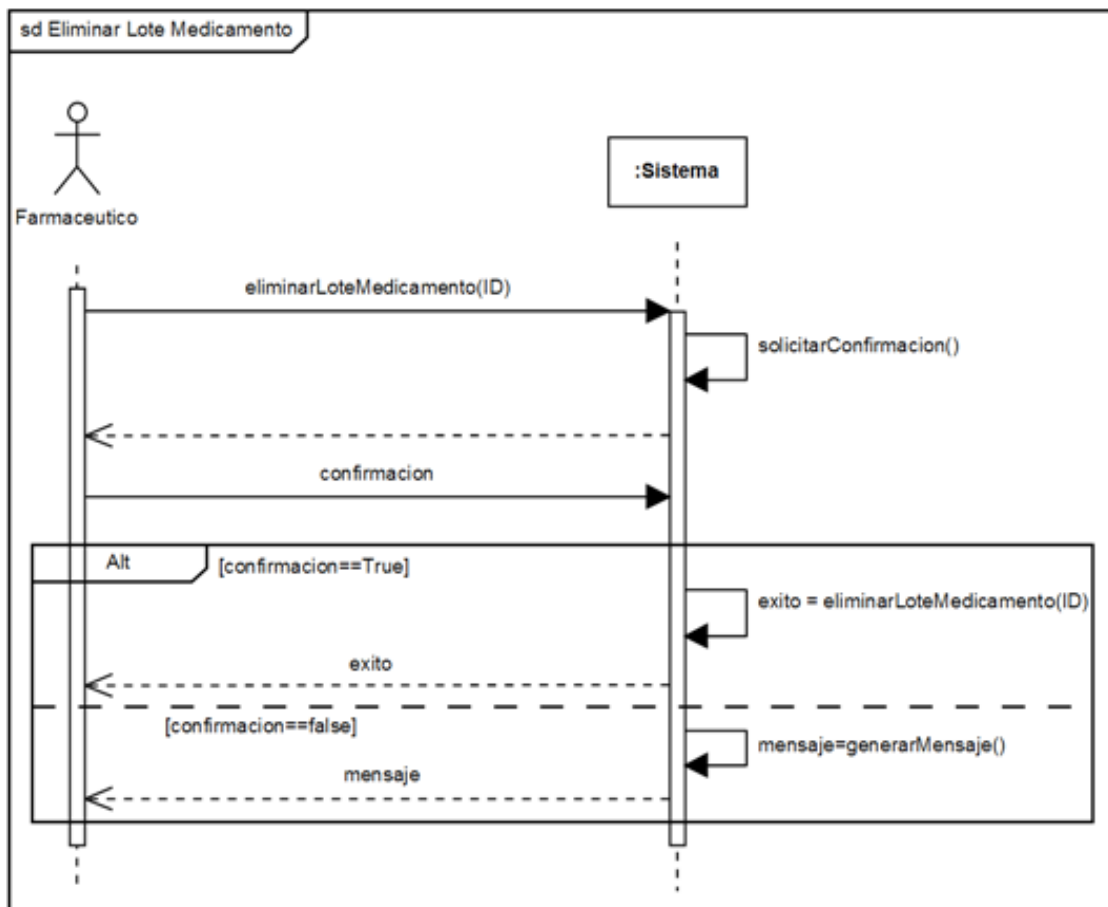 sd Eliminar Lote Medicamento
:Sistema
Farmaceutico
eliminarLoteMedicamento(ID)
solicitarConfirmacion()
confirmacion
Alt
[confirmacion==True]
exito = eliminarLoteMedicamento(ID)
exito
[confirmacion==false]
mensaje=generarMensaje()
mensaje